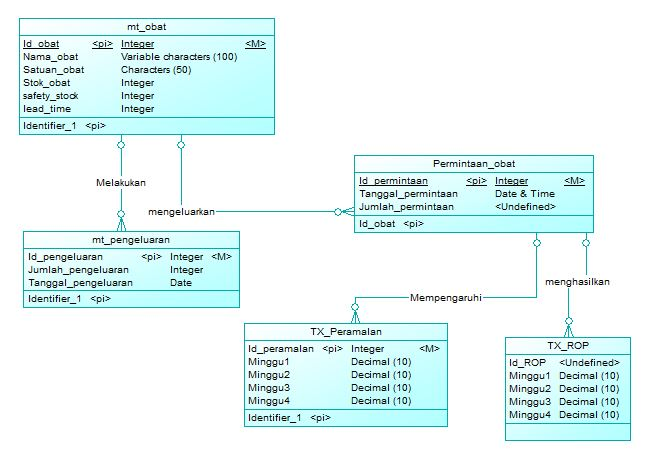 mt_obat
Id_obat <pi> Integer <M>
Nama_obat Variable characters (100)
Satuan_obat Characters (50)
Stok_obat Integer
safety_stock Integer
lead_time Integer
Identifier_1 <pi>
Melakukan
mengeluarkan
Permintaan_obat
Id_permintaan <pi> Integer <M>
Tanggal_permintaan Date & Time
Jumlah_permintaan <Undefined>
Id_obat <pi>
mt_pengeluaran
Id_pengeluaran <pi> Integer <M>
Jumlah_pengeluaran Integer
Tanggal_pengeluaran Date
Identifier_1 <pi>
Mempengaruhi
menghasilkan
TX_Peramalan
Id_peramalan <pi> Integer <M>
Minggu1 Decimal (10)
Minggu2 Decimal (10)
Minggu3 Decimal (10)
Minggu4 Decimal (10)
Identifier_1 <pi>
TX_ROP
Id_ROP <Undefined>
Minggu1 Decimal (10)
Minggu2 Decimal (10)
Minggu3 Decimal (10)
Minggu4 Decimal (10)